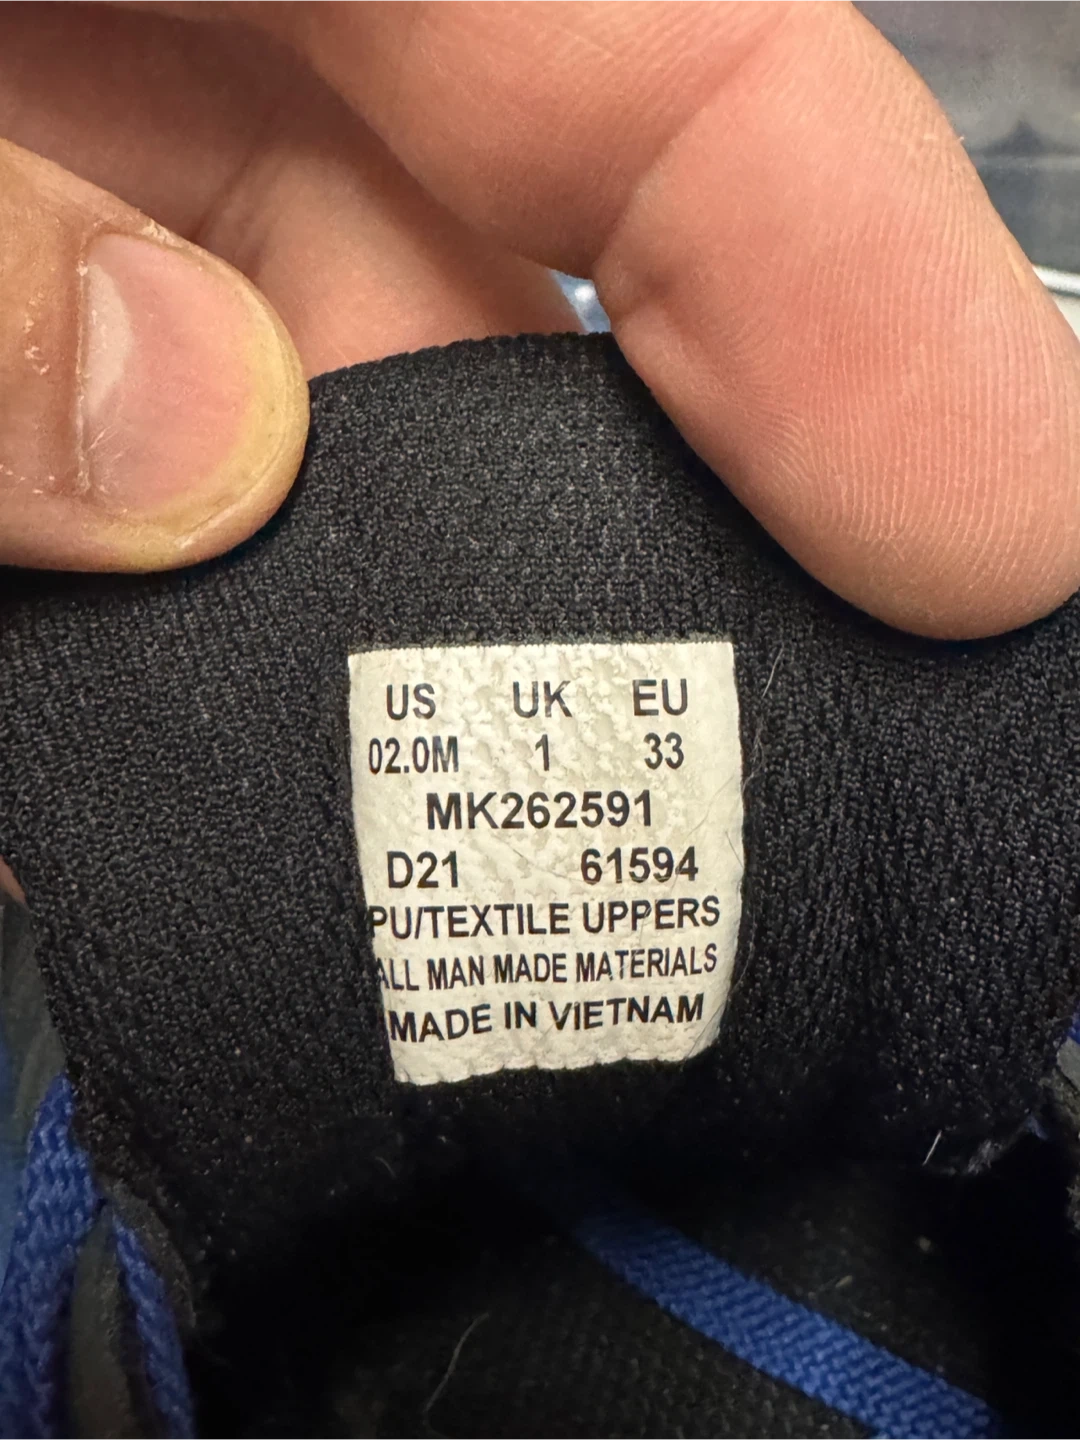 US UK EU
02.0M 1 33
MK262591
D21 61594
PU/TEXTILE UPPERS
ALL MAN MADE MATERIALS
MADE IN VIETNAM